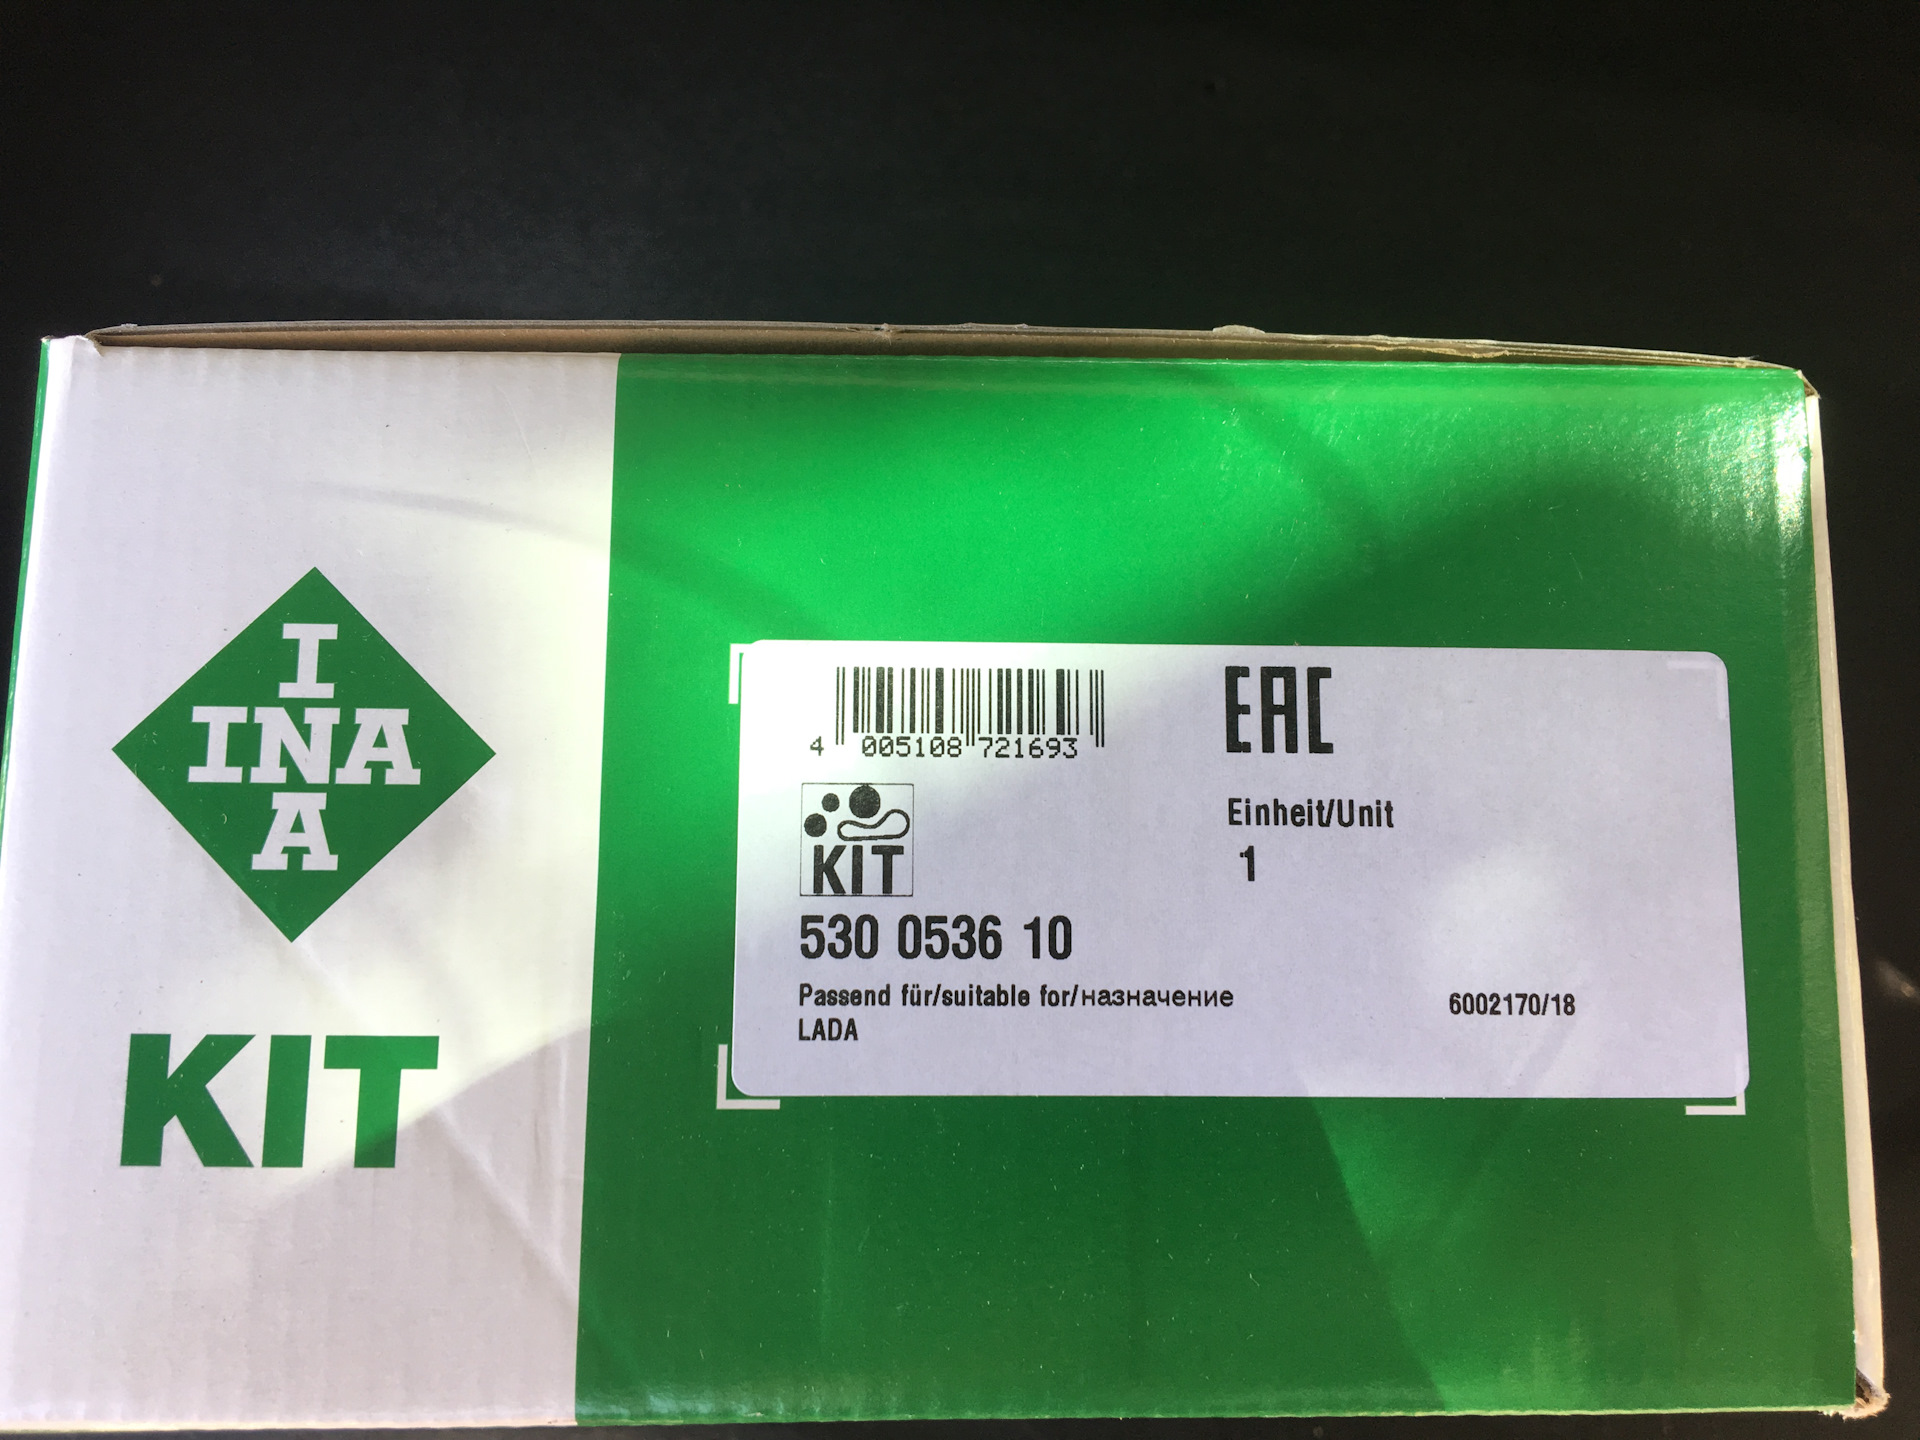 I
INA
A
KIT
4 005108 721693
EAC
KIT
Einheit/Unit
1
530 0536 10
Passend für/suitable for/назначение
LADA
6002170/18